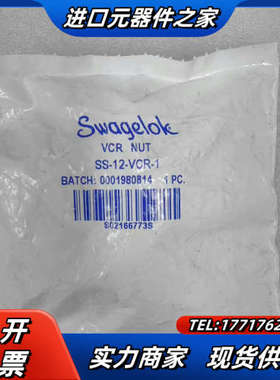 进口元器件之家
Swagelok
VCR NUT
SS-12-VCR-1
BATCH: 0001980814 1 PC.
S02166773S
开
票
TEL:1771762
实力商家 现货供应